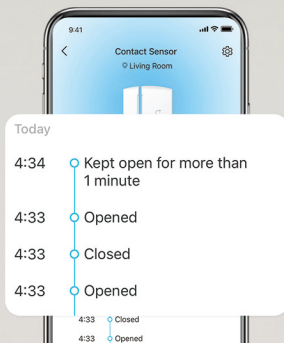 9:41
Contact Sensor
Living Room
Today
4:34 Kept open for more than
1 minute
4:33 Opened
4:33 Closed
4:33 Opened
4:33 Closed
4:33 Opened